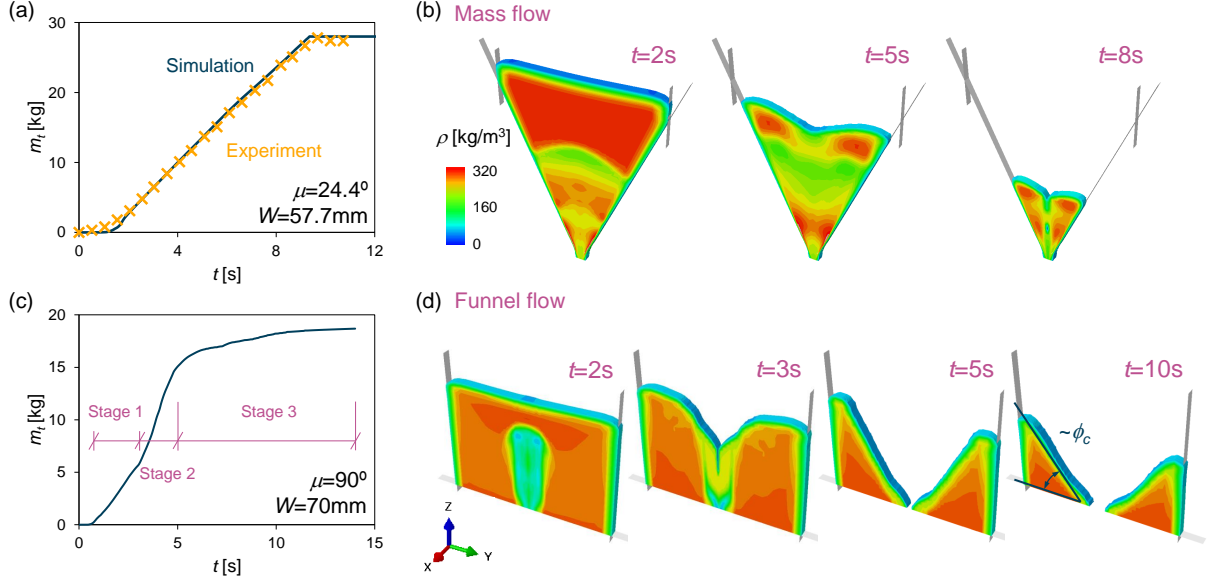 (a)
30
20
10
0
0
4
8
12
m_t [kg]
t [s]
Simulation
Experiment
μ=24.4º
W=57.7mm
(b) Mass flow
t=2s
t=5s
t=8s
ρ [kg/m³]
320
160
0
(c)
20
15
10
5
0
0
5
10
15
m_t [kg]
t [s]
Stage 1
Stage 3
Stage 2
μ=90º
W=70mm
(d) Funnel flow
t=2s
t=3s
t=5s
t=10s
~ϕ_c
Z
Y
X